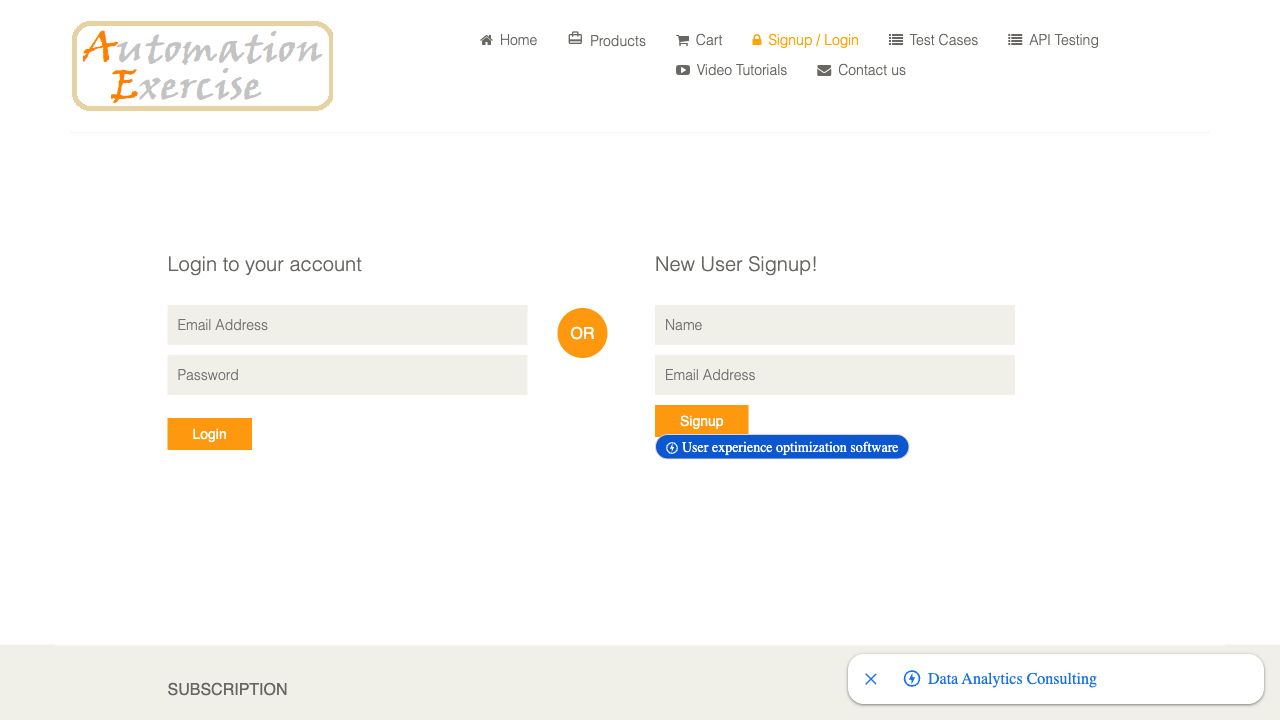 Automation
Exercise
Home
Products
Cart
Signup / Login
Test Cases
API Testing
Video Tutorials
Contact us
Login to your account
Email Address
Password
Login
OR
New User Signup!
Name
Email Address
Signup
User experience optimization software
SUBSCRIPTION
Data Analytics Consulting